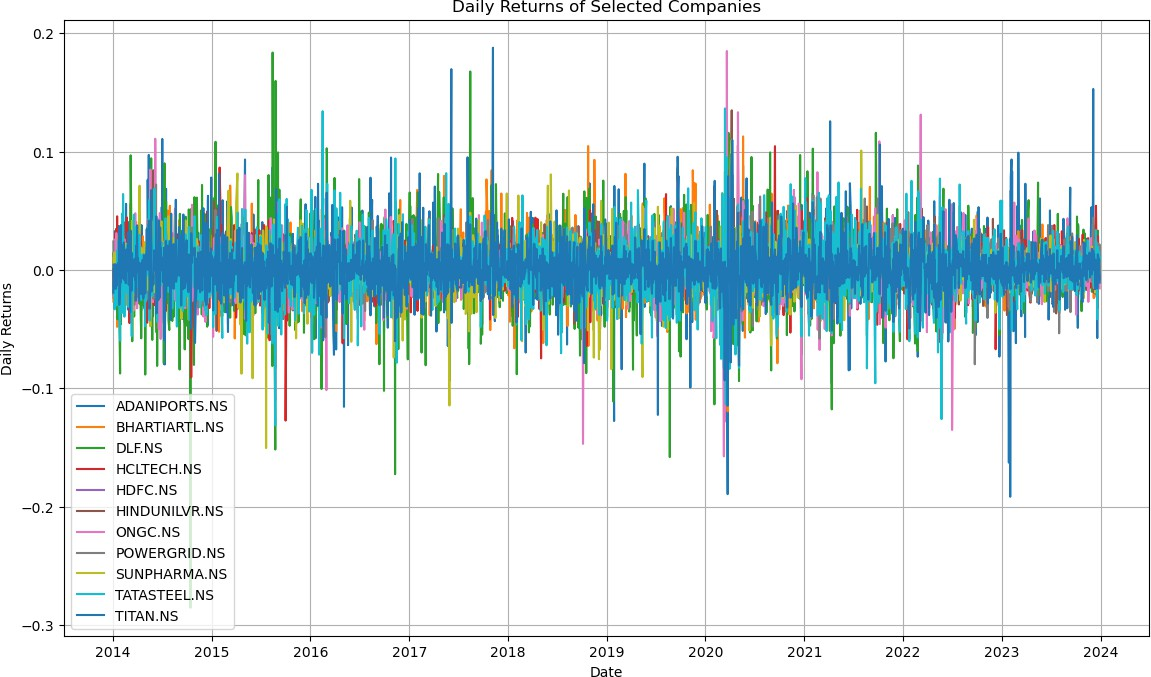 Daily Returns of Selected Companies
0.2
0.1
0.0
−0.1
−0.2
−0.3
Daily Returns
ADANIPORTS.NS
BHARTIARTL.NS
DLF.NS
HCLTECH.NS
HDFC.NS
HINDUNILVR.NS
ONGC.NS
POWERGRID.NS
SUNPHARMA.NS
TATASTEEL.NS
TITAN.NS
2014 2015 2016 2017 2018 2019 2020 2021 2022 2023 2024
Date